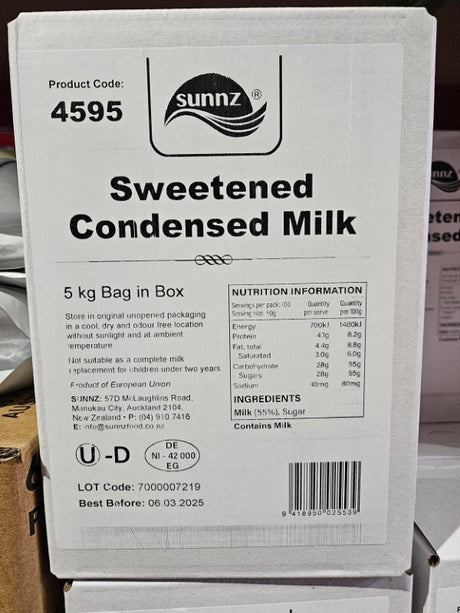 Product Code:
4595
sunnz ®
Sweetened
Condensed Milk
5 kg Bag in Box
Store in original unopened packaging
in a cool, dry and odour free location
without sunlight and at ambient
temperature.
Not suitable as a complete milk
replacement for children under two years
Product of European Union
SUNNZ: 57D McLaughlins Road,
Manukau City, Auckland 2104,
New Zealand • P: (04) 910 7416
E: info@sunnzfood.co.nz
U -D
DE
NI - 42 000
EG
LOT Code: 7000007219
Best Before: 06.03.2025
NUTRITION INFORMATION
Servings per pack: 100 Quantity Quantity
Serving size: 50g per serve per 100g
Energy 700kJ 1400kJ
Protein 4.1g 8.2g
Fat, total 4.4g 8.8g
Saturated 3.0g 6.0g
Carbohydrate 28g 55g
Sugars 28g 55g
Sodium 40mg 80mg
INGREDIENTS
Milk (55%), Sugar
Contains Milk
9 418950 025539